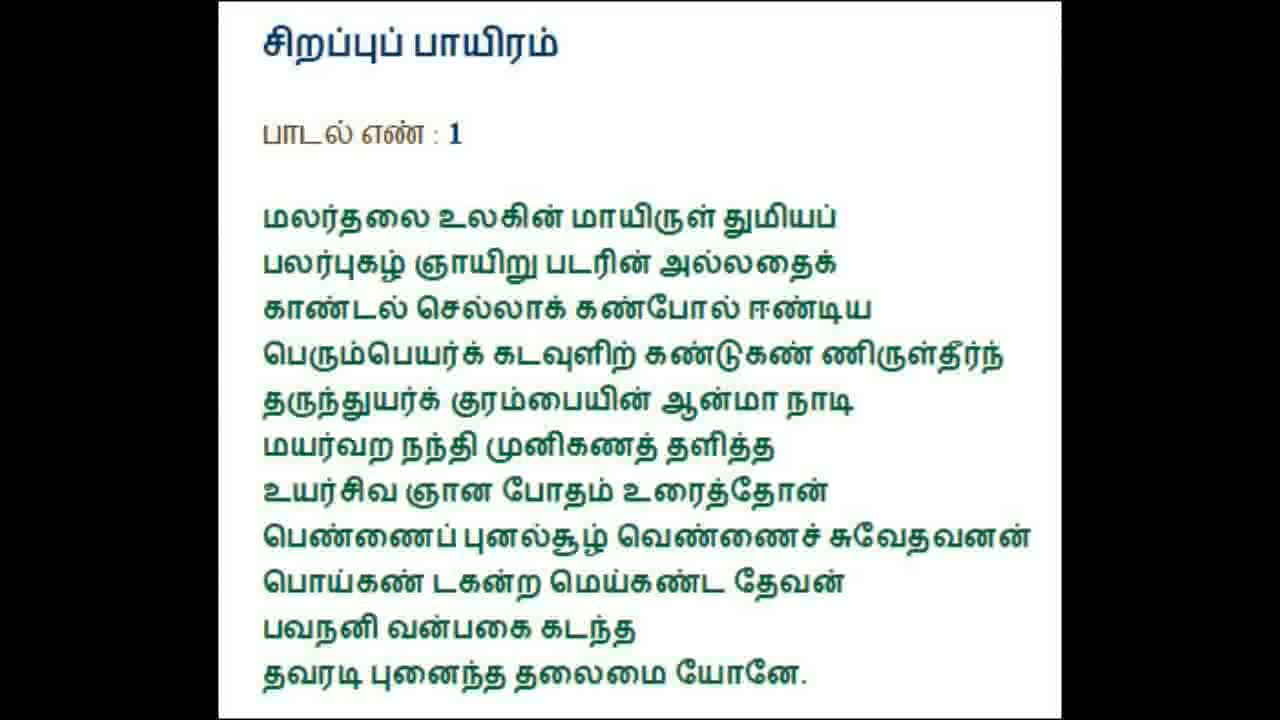 சிறப்புப் பாயிரம்
பாடல் எண் : 1
மலர்தலை உலகின் மாயிருள் துமியப்
பலர்புகழ் ஞாயிறு படரின் அல்லதைக்
காண்டல் செல்லாக் கண்போல் ஈண்டிய
பெரும்பெயர்க் கடவுளிற் கண்டுகண் ணிருள்தீர்ந்
தருந்துயர்க் குரம்பையின் ஆன்மா நாடி
மயர்வற நந்தி முனிகணத் தளித்த
உயர்சிவ ஞான போதம் உரைத்தோன்
பெண்ணைப் புனல்சூழ் வெண்ணைச் சுவேதவனன்
பொய்கண் டகன்ற மெய்கண்ட தேவன்
பவநனி வன்பகை கடந்த
தவரடி புனைந்த தலைமை யோனே.